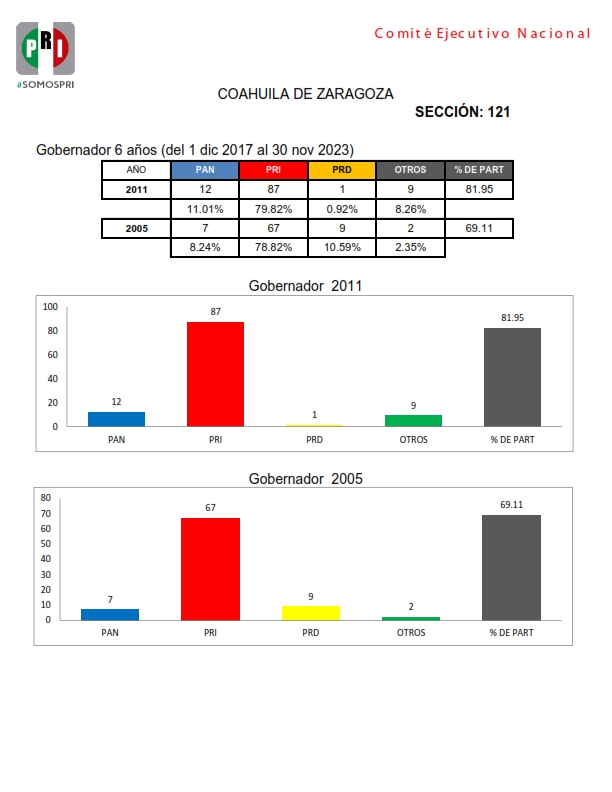 Comité Ejecutivo Nacional
PRI
#SOMOSPRI
COAHUILA DE ZARAGOZA
SECCIÓN: 121
Gobernador 6 años (del 1 dic 2017 al 30 nov 2023)
AÑO PAN PRI PRD OTROS % DE PART
2011 12 87 1 9 81.95
11.01% 79.82% 0.92% 8.26%
2005 7 67 9 2 69.11
8.24% 78.82% 10.59% 2.35%
Gobernador 2011
100
80
60
40
20
0
12
87
1
9
81.95
PAN PRI PRD OTROS % DE PART
Gobernador 2005
80
70
60
50
40
30
20
10
0
7
67
9
2
69.11
PAN PRI PRD OTROS % DE PART